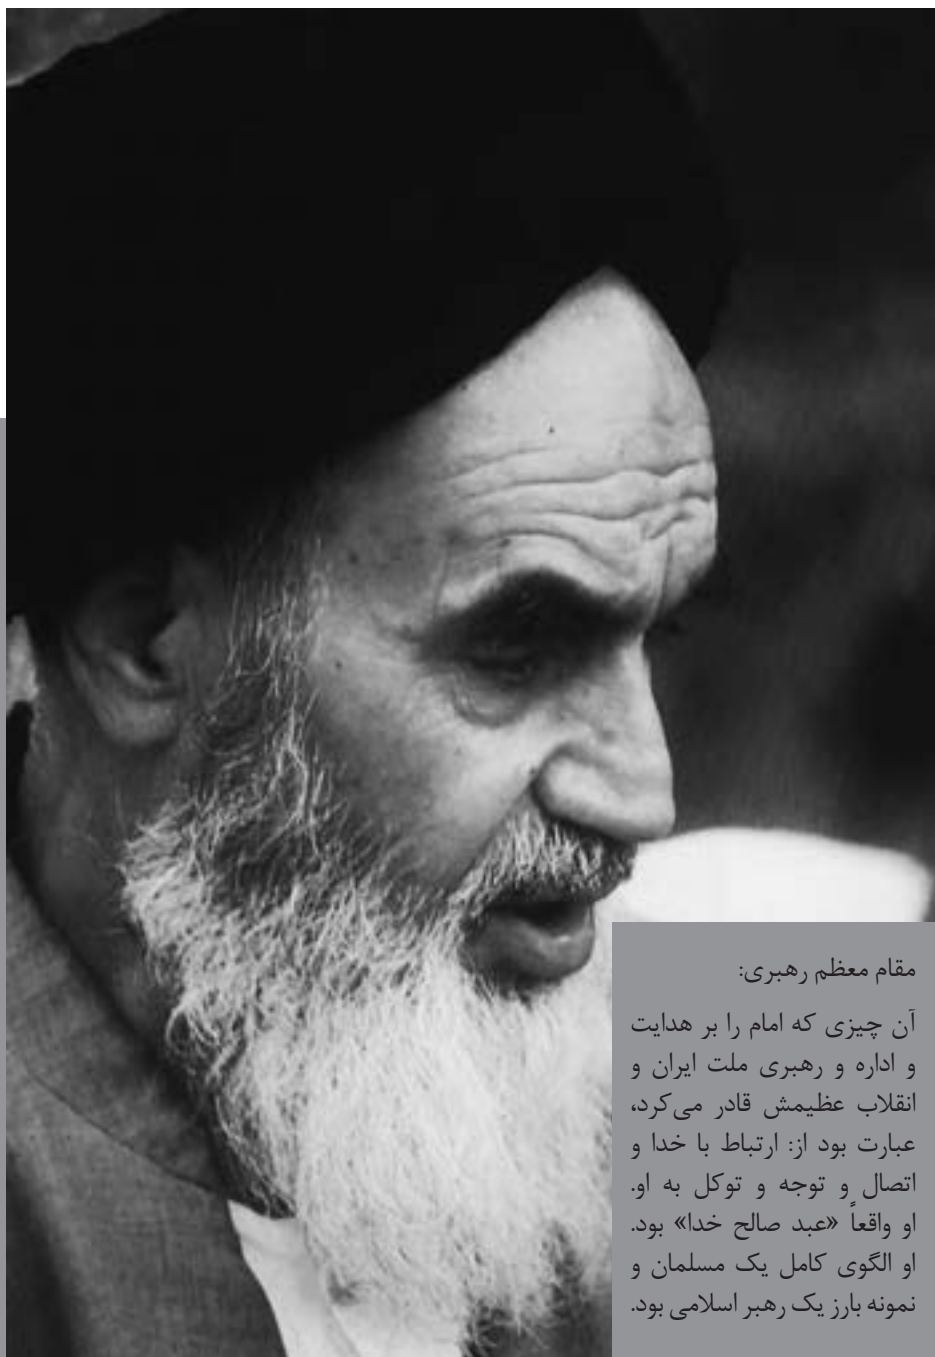 مقام معظم رهبری:
آن چیزی که امام را بر هدایت
و اداره و رهبری ملت ایران و
انقلاب عظیمش قادر می‌کرد،
عبارت بود از: ارتباط با خدا و
اتصال و توجه و توکل به او.
او واقعاً «عبد صالح خدا» بود.
او الگوی کامل یک مسلمان و
نمونه بارز یک رهبر اسلامی بود.